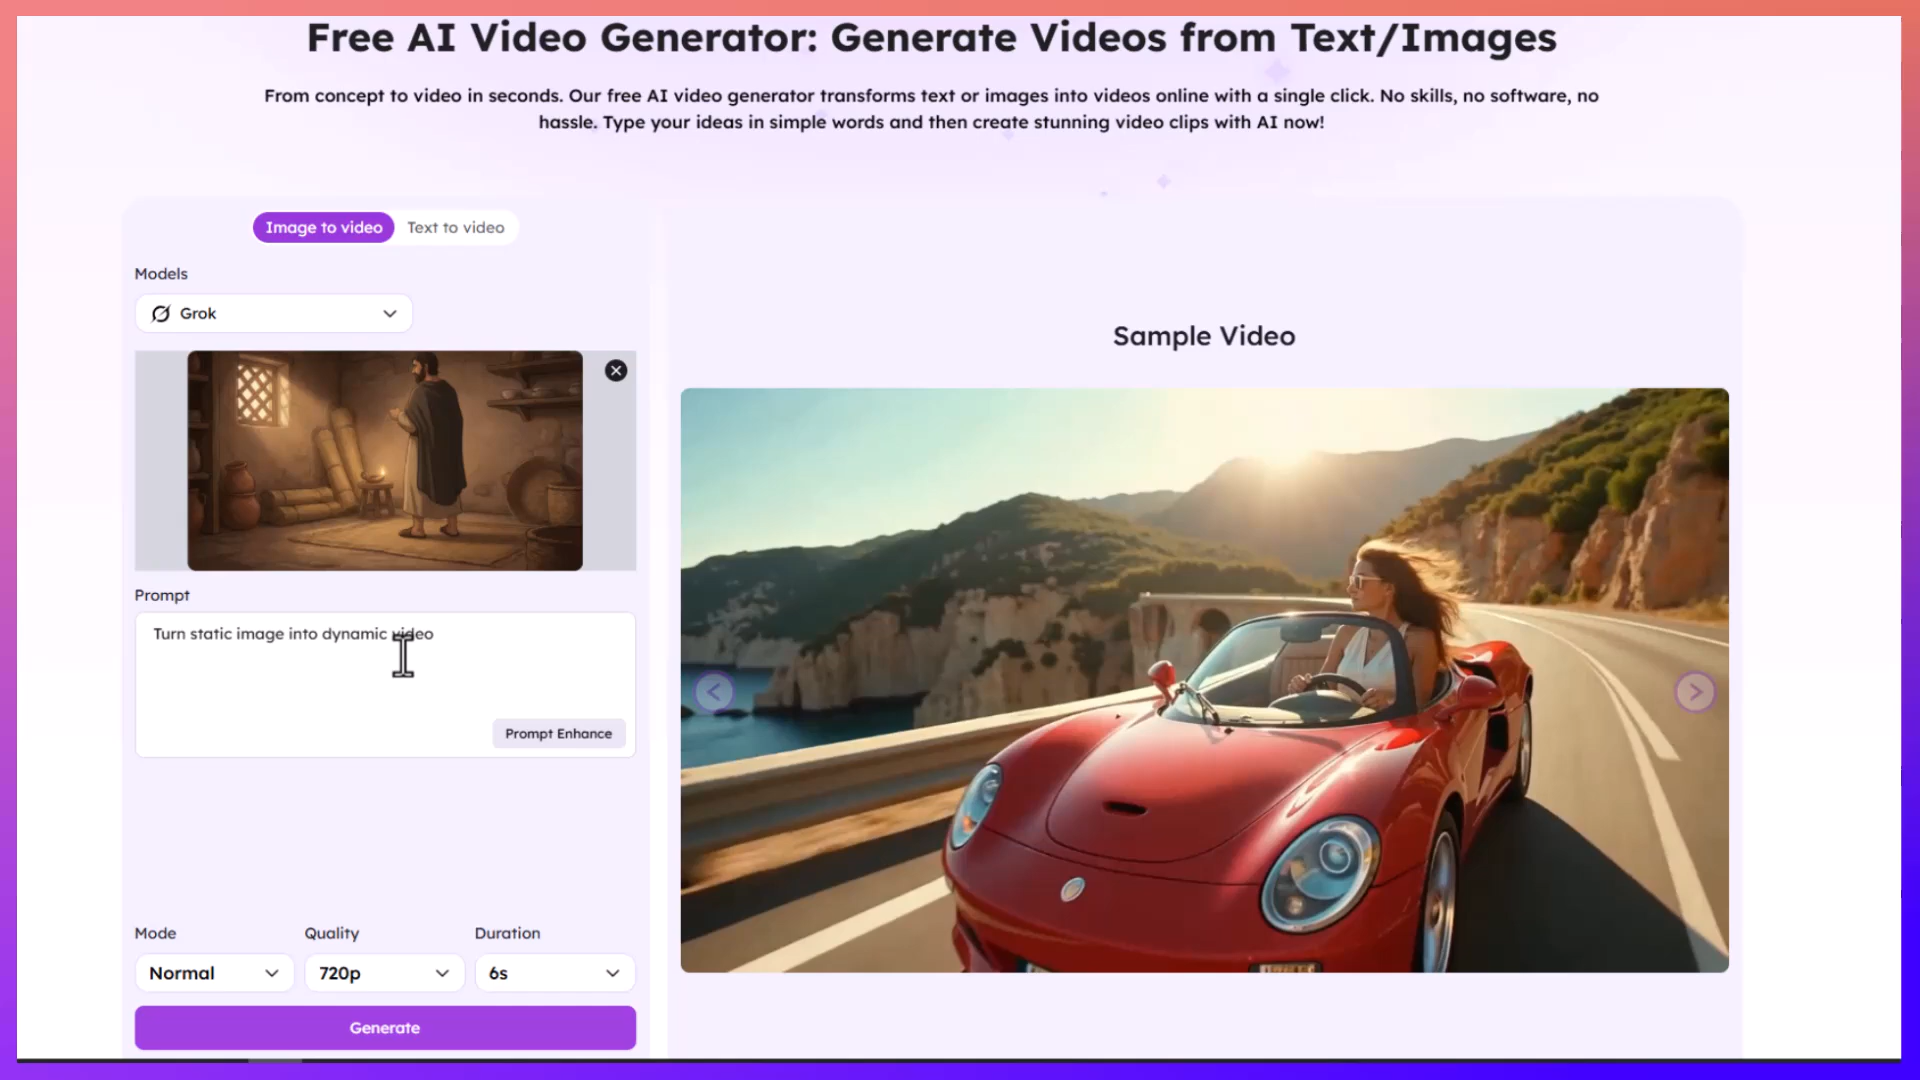 Free AI Video Generator: Generate Videos from Text/Images
From concept to video in seconds. Our free AI video generator transforms text or images into videos online with a single click. No skills, no software, no
hassle. Type your ideas in simple words and then create stunning video clips with AI now!
Image to video
Text to video
Models
Grok
Prompt
Turn static image into dynamic video
Prompt Enhance
Mode
Quality
Duration
Normal
720p
6s
Generate
Sample Video